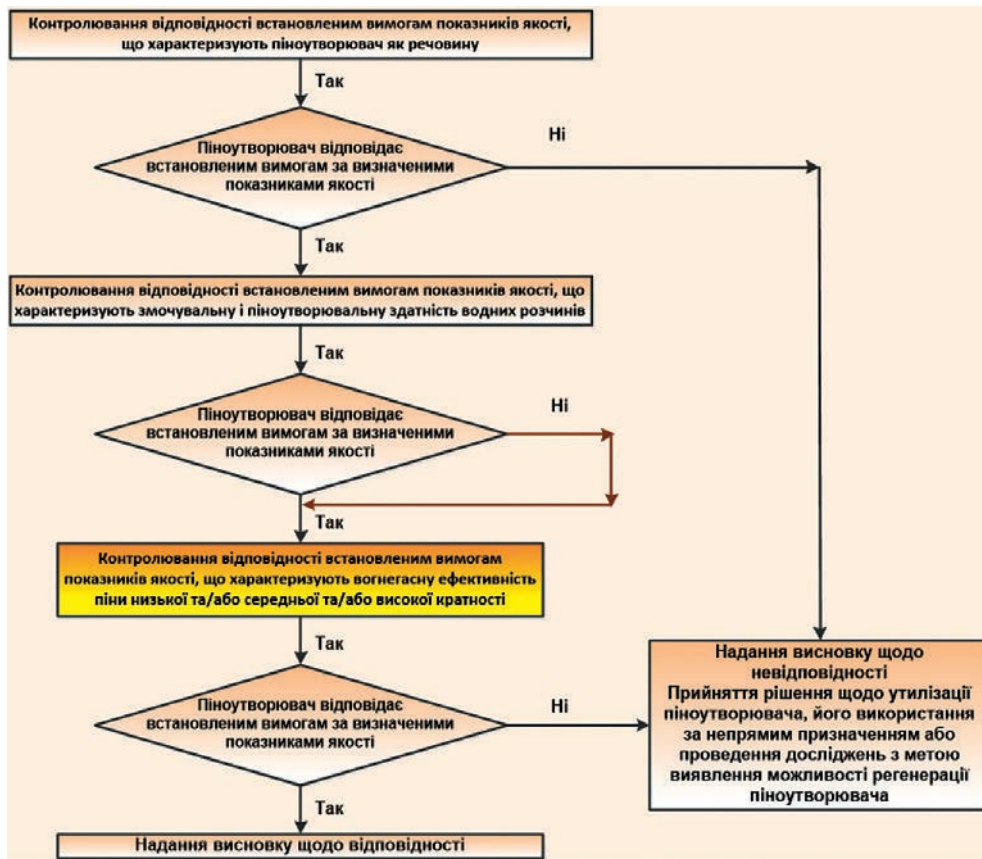 Контролювання відповідності встановленим вимогам показників якості,
що характеризують піноутворювач як речовину
Так
Піноутворювач відповідає
встановленим вимогам за визначеними
показниками якості
Ні
Так
Контролювання відповідності встановленим вимогам показників якості, що
характеризують змочувальну і піноутворювальну здатність водних розчинів
Так
Піноутворювач відповідає
встановленим вимогам за визначеними
показниками якості
Ні
Так
Контролювання відповідності встановленим вимогам
показників якості, що характеризують вогнегасну ефективність
піни низької та/або середньої та/або високої кратності
Так
Піноутворювач відповідає
встановленим вимогам за визначеними
показниками якості
Ні
Надання висновку щодо
невідповідності
Прийняття рішення щодо утилізації
піноутворювача, його використання
за непрямим призначенням або
проведення досліджень з метою
виявлення можливості регенерації
піноутворювача
Так
Надання висновку щодо відповідності